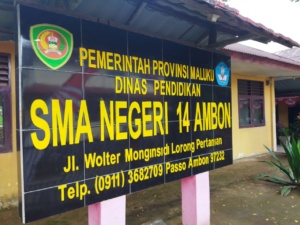 PEMERINTAH PROVINSI MALUKU
DINAS PENDIDIKAN
SMA NEGERI 14 AMBON
Jl. Wolter Monginsidi Lorong Pertanian
Telp. (0911) 3682709 Passo Ambon 97232